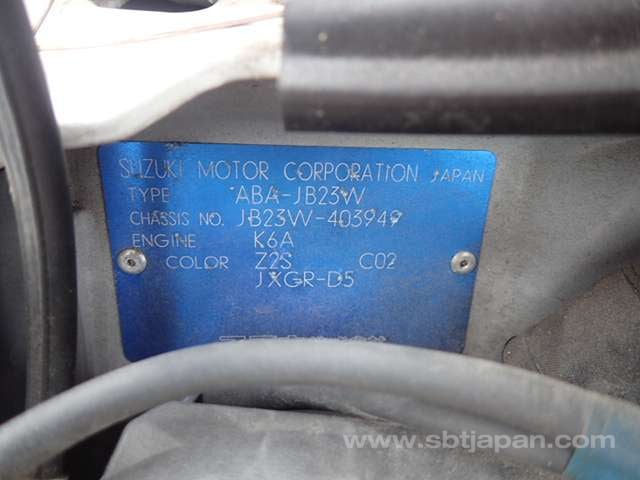 SUZUKI MOTOR CORPORATION JAPAN
TYPE ABA-JB23W
CHASSIS NO. JB23W-403949
ENGINE K6A
COLOR Z2S C02
JXGR-D5
www.sbtjapan.com